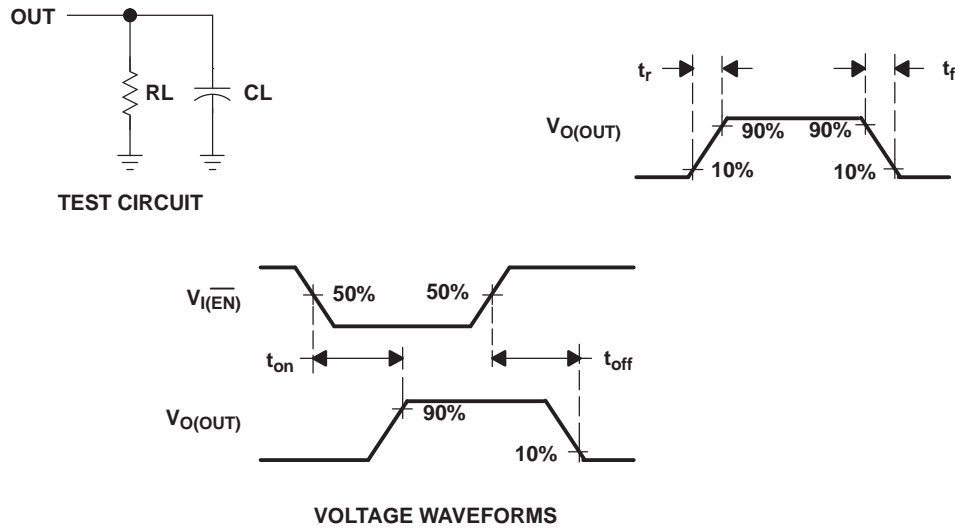 OUT
RL
CL
TEST CIRCUIT
tr
tf
VO(OUT)
90%
90%
10%
10%
VI(E̅N̅)
50%
50%
ton
toff
VO(OUT)
90%
10%
VOLTAGE WAVEFORMS